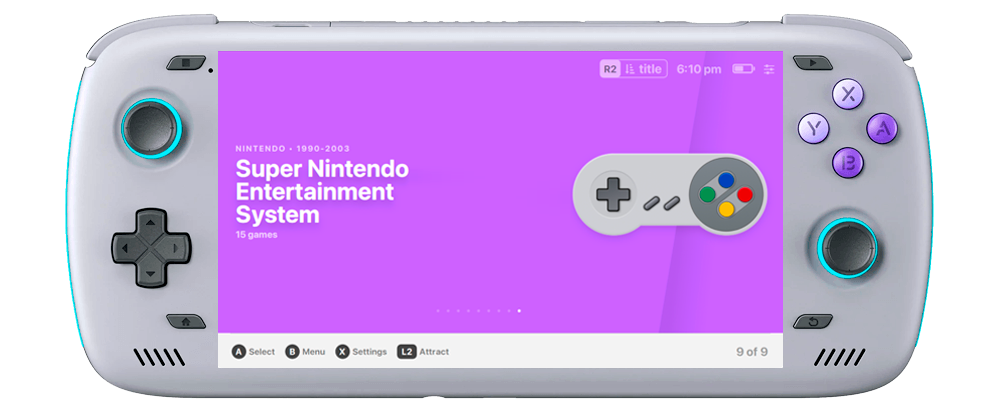 R2 title 6:10 pm
NINTENDO • 1990-2003
Super Nintendo
Entertainment
System
15 games
X
Y
A
B
A Select B Menu X Settings L2 Attract
9 of 9